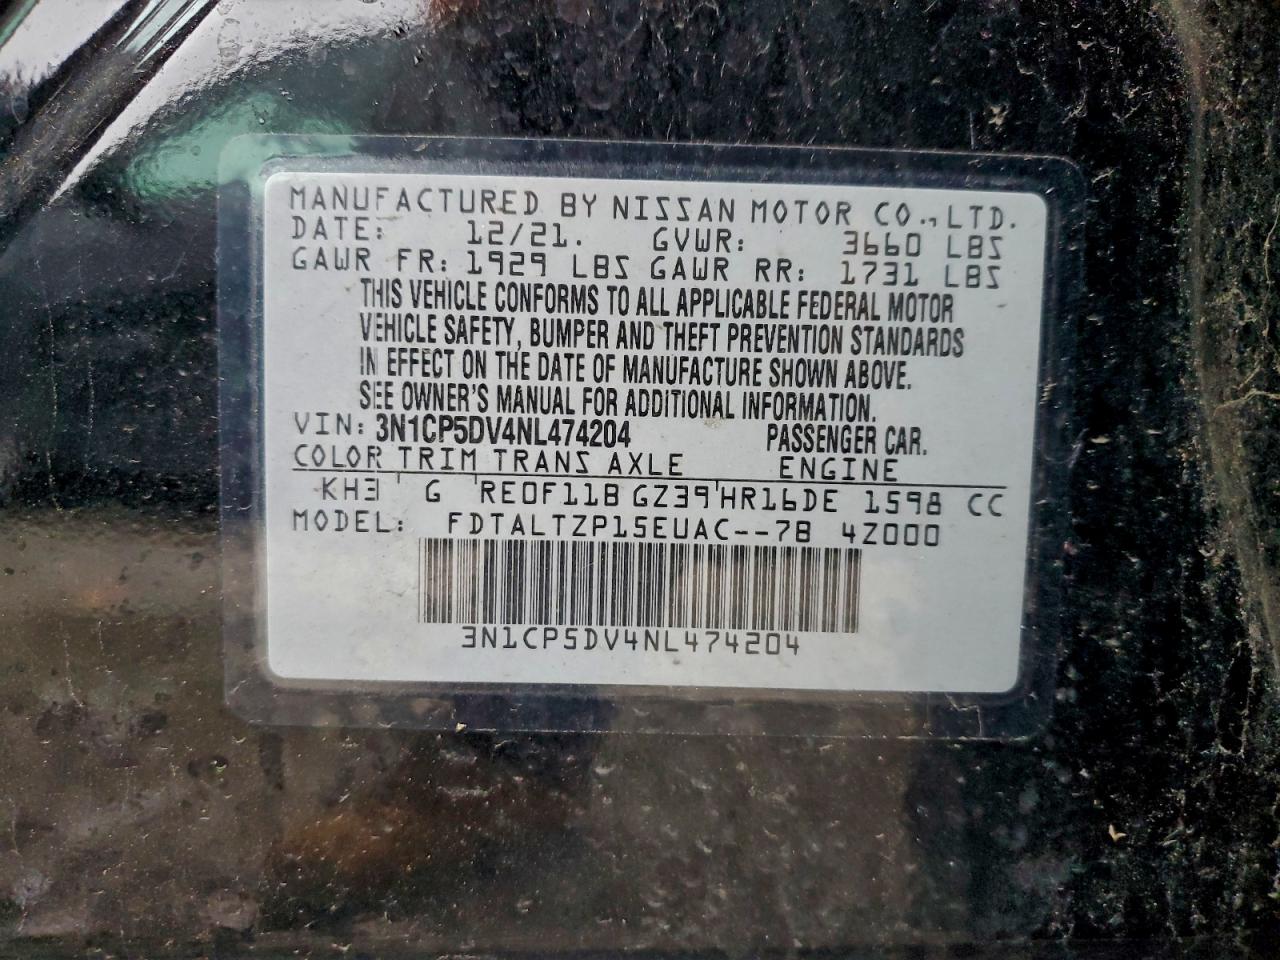 MANUFACTURED BY NISSAN MOTOR CO., LTD.
DATE: 12/21. GVWR: 3660 LBS
GAWR FR: 1929 LBS GAWR RR: 1731 LBS
THIS VEHICLE CONFORMS TO ALL APPLICABLE FEDERAL MOTOR
VEHICLE SAFETY, BUMPER AND THEFT PREVENTION STANDARDS
IN EFFECT ON THE DATE OF MANUFACTURE SHOWN ABOVE.
SEE OWNER'S MANUAL FOR ADDITIONAL INFORMATION.
VIN: 3N1CP5DV4NL474204 PASSENGER CAR.
COLOR TRIM TRANS AXLE ENGINE
KH3 ' G ' RE0F11B GZ39 ' HR16DE 1598 CC
MODEL: FDTALTZP15EUAC--78 4Z000
3N1CP5DV4NL474204